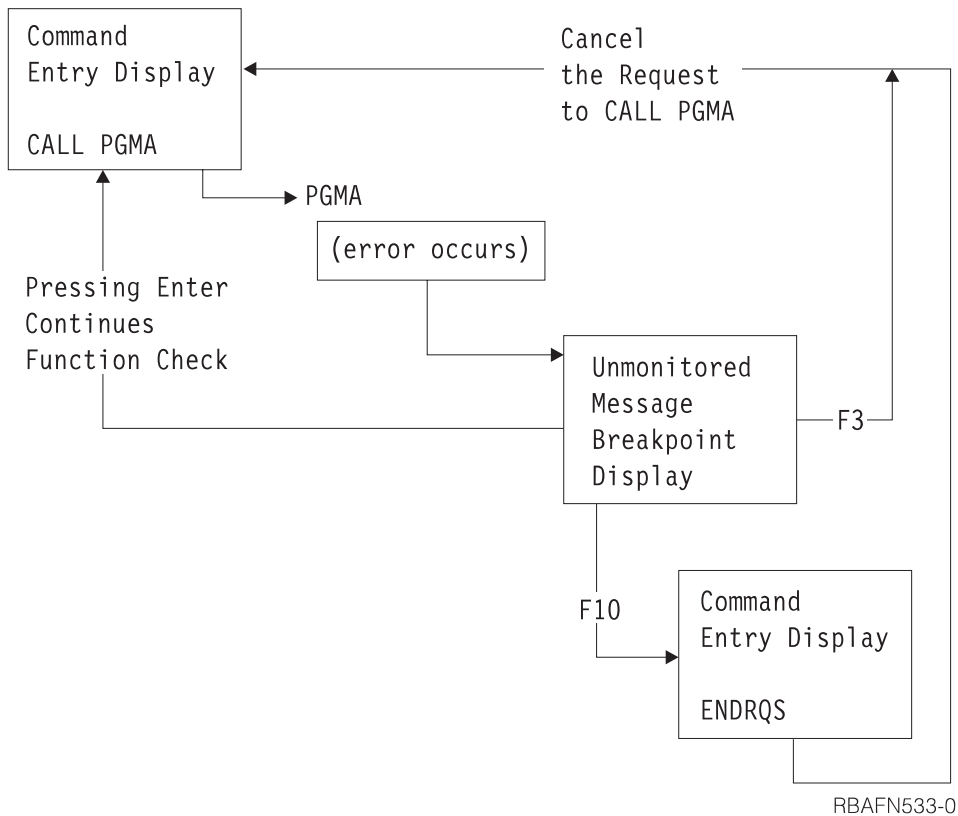 Command
Entry Display
CALL PGMA
Cancel
the Request
to CALL PGMA
PGMA
(error occurs)
Pressing Enter
Continues
Function Check
Unmonitored
Message
Breakpoint
Display
F3
F10
Command
Entry Display
ENDRQS
RBAFN533-0